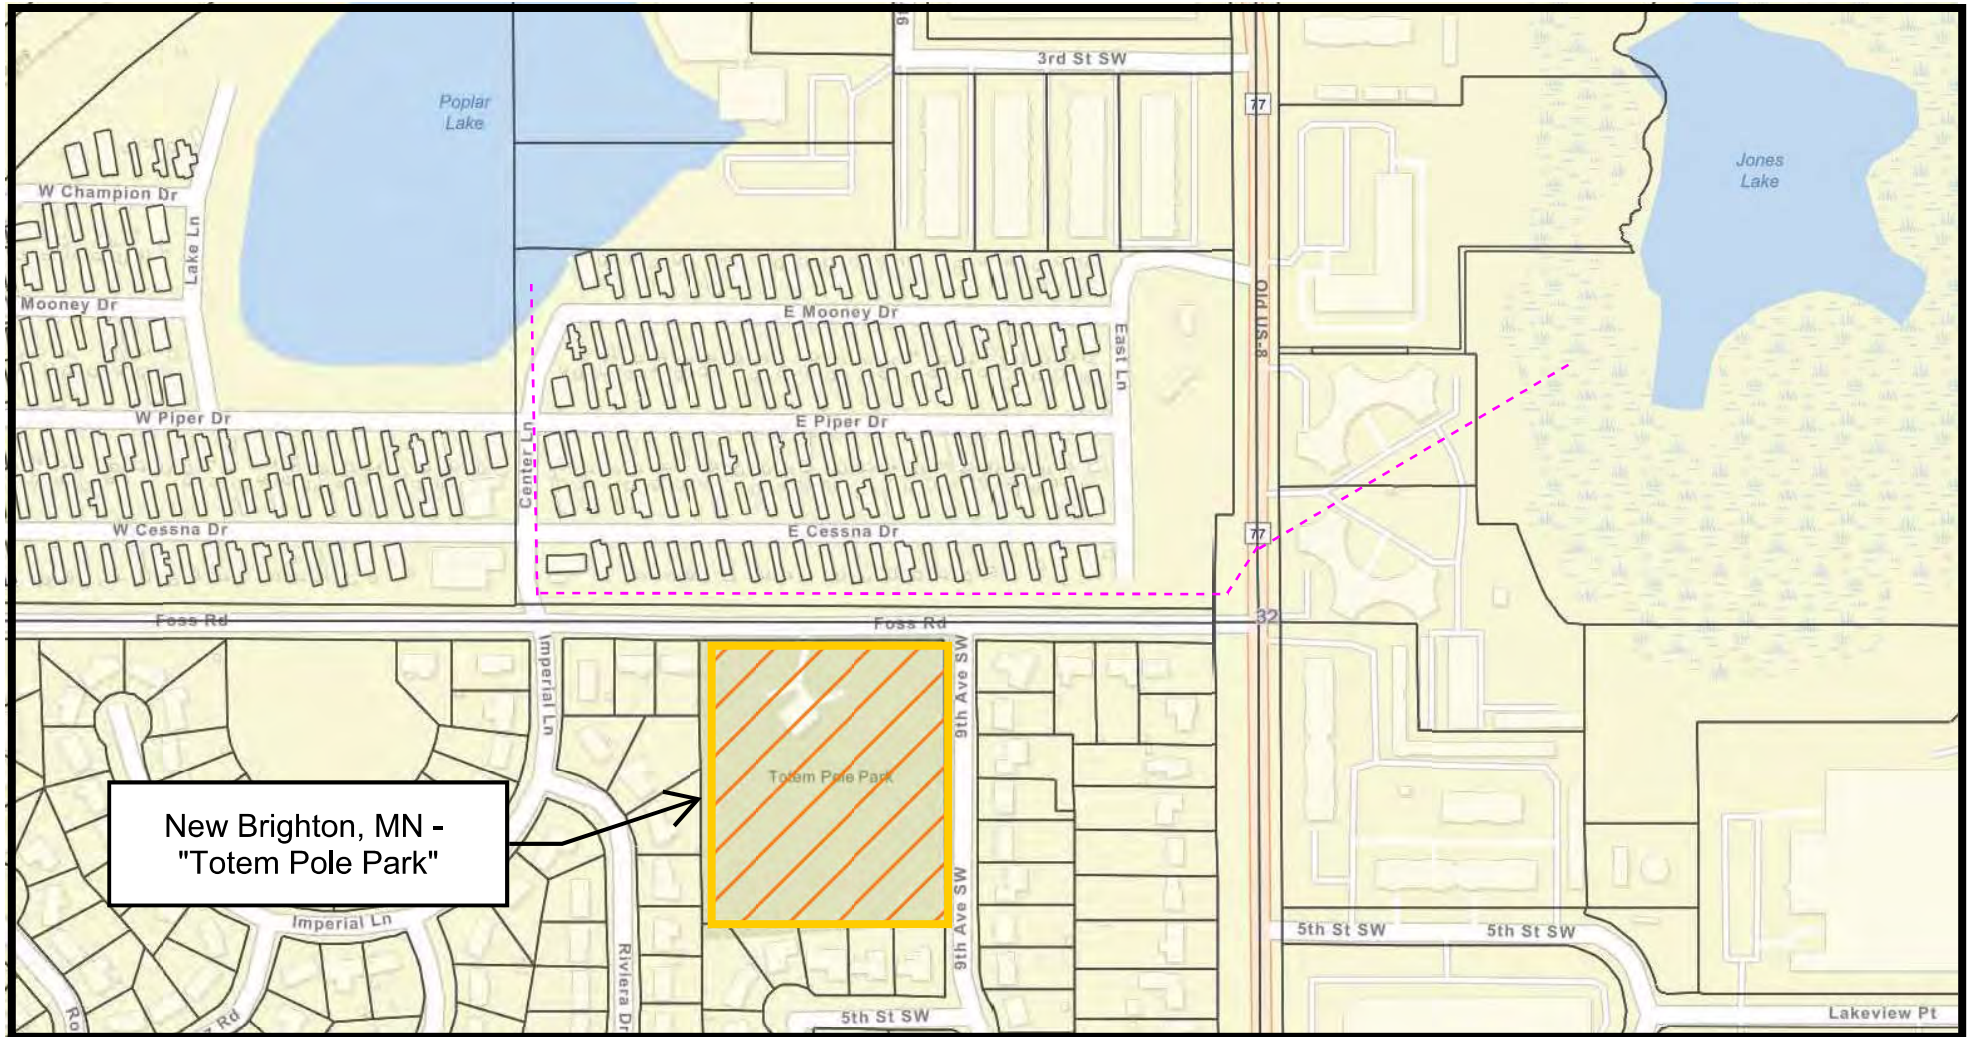 3rd St SW
77
Poplar
Lake
Jones
Lake
W Champion Dr
Lake Ln
Mooney Dr
E Mooney Dr
Old US-8
East Ln
W Piper Dr
E Piper Dr
Center Ln
W Cessna Dr
E Cessna Dr
77
Foss Rd
Foss Rd
32
Imperial Ln
9th Ave SW
Totem Pole Park
New Brighton, MN -
"Totem Pole Park"
Imperial Ln
9th Ave SW
5th St SW
5th St SW
Riviera Dr
Rd
5th St SW
Lakeview Pt